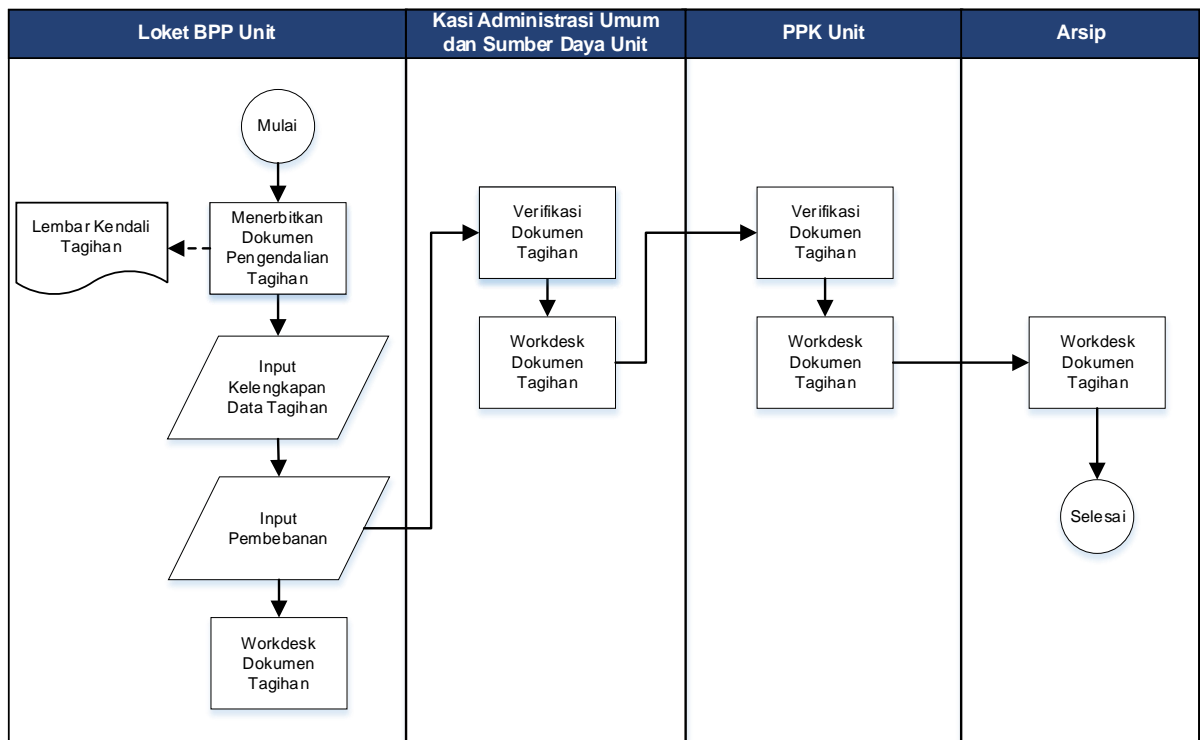 Loket BPP Unit
Kasi Administrasi Umum
dan Sumber Daya Unit
PPK Unit
Arsip
Mulai
Lembar Kendali
Tagihan
Menerbitkan
Dokumen
Pengendalian
Tagihan
Input
Kelengkapan
Data Tagihan
Input
Pembebanan
Workdesk
Dokumen
Tagihan
Verifikasi
Dokumen
Tagihan
Workdesk
Dokumen
Tagihan
Verifikasi
Dokumen
Tagihan
Workdesk
Dokumen
Tagihan
Workdesk
Dokumen
Tagihan
Selesai